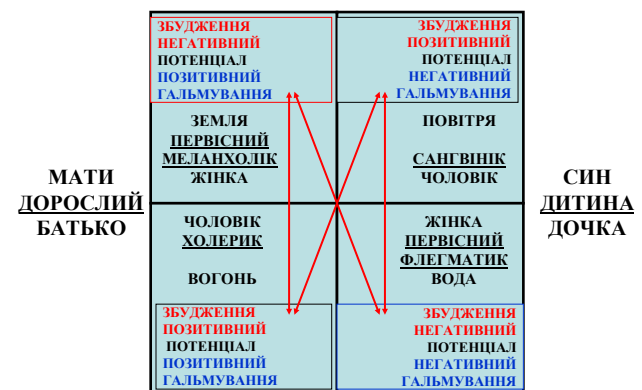 ЗБУДЖЕННЯ
НЕГАТИВНИЙ
ПОТЕНЦІАЛ
ПОЗИТИВНИЙ
ГАЛЬМУВАННЯ
ЗБУДЖЕННЯ
ПОЗИТИВНИЙ
ПОТЕНЦІАЛ
НЕГАТИВНИЙ
ГАЛЬМУВАННЯ
ЗЕМЛЯ
ПЕРВІСНИЙ
МЕЛАНХОЛІК
ЖІНКА
ПОВІТРЯ
САНГВІНІК
ЧОЛОВІК
МАТИ
ДОРОСЛИЙ
БАТЬКО
СИН
ДИТИНА
ДОЧКА
ЧОЛОВІК
ХОЛЕРИК
ВОГОНЬ
ЖІНКА
ПЕРВІСНИЙ
ФЛЕГМАТИК
ВОДА
ЗБУДЖЕННЯ
ПОЗИТИВНИЙ
ПОТЕНЦІАЛ
ПОЗИТИВНИЙ
ГАЛЬМУВАННЯ
ЗБУДЖЕННЯ
НЕГАТИВНИЙ
ПОТЕНЦІАЛ
НЕГАТИВНИЙ
ГАЛЬМУВАННЯ